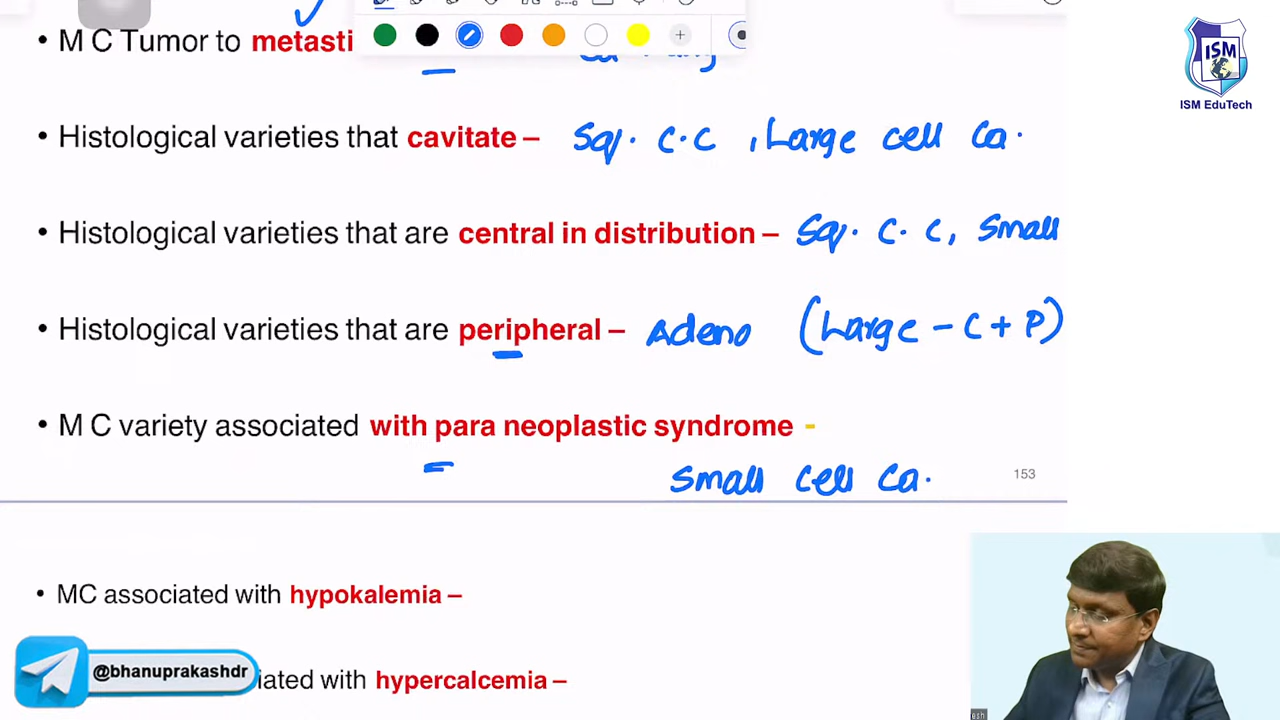 • M C Tumor to metasti
ISM
ISM EduTech
• Histological varieties that cavitate – Sq. C.C, Large cell Ca.
• Histological varieties that are central in distribution – Sq. C. C, Small
• Histological varieties that are peripheral – Adeno (Large – C + P)
• M C variety associated with para neoplastic syndrome -
Small cell Ca.
153
• MC associated with hypokalemia –
@bhanuprakashdr
iated with hypercalcemia –
esh